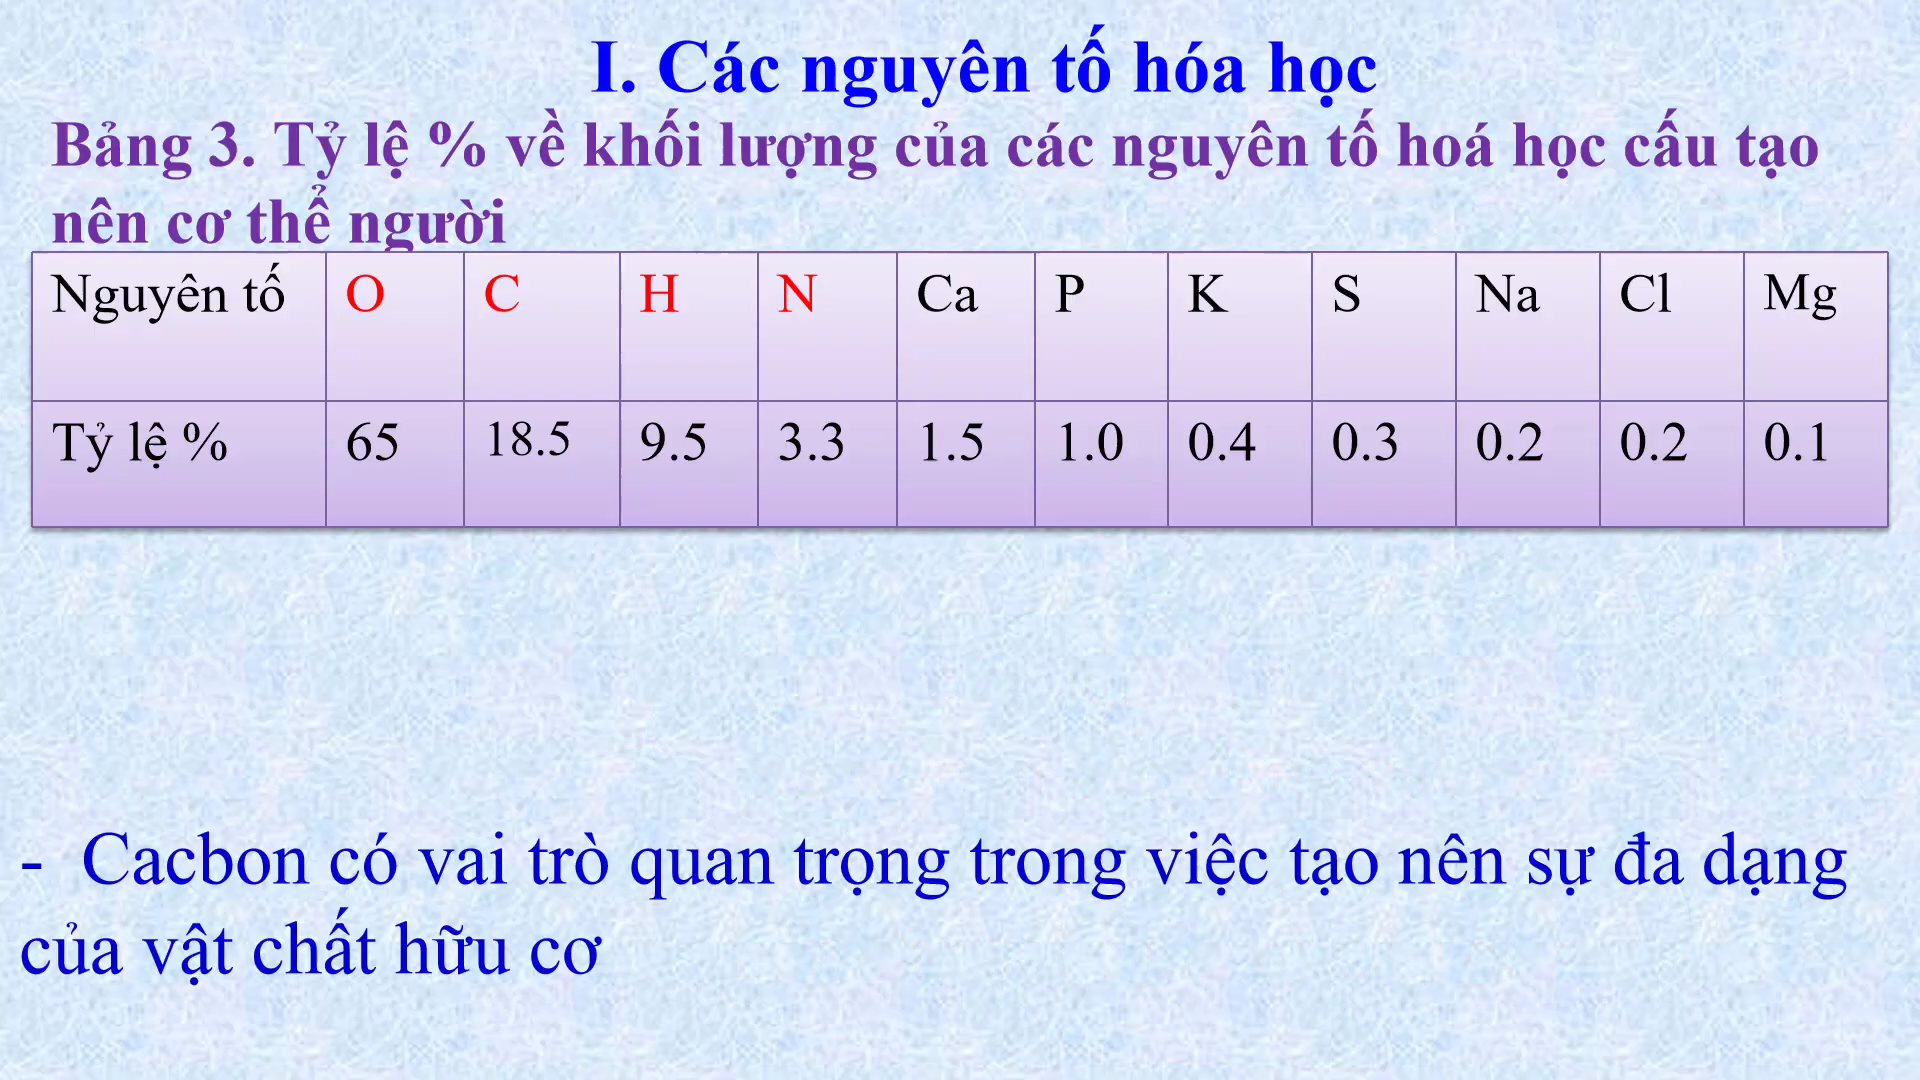 I. Các nguyên tố hóa học
Bảng 3. Tỷ lệ % về khối lượng của các nguyên tố hoá học cấu tạo
nên cơ thể người
Nguyên tố O C H N Ca P K S Na Cl Mg
Tỷ lệ % 65 18.5 9.5 3.3 1.5 1.0 0.4 0.3 0.2 0.2 0.1
- Cacbon có vai trò quan trọng trong việc tạo nên sự đa dạng
của vật chất hữu cơ